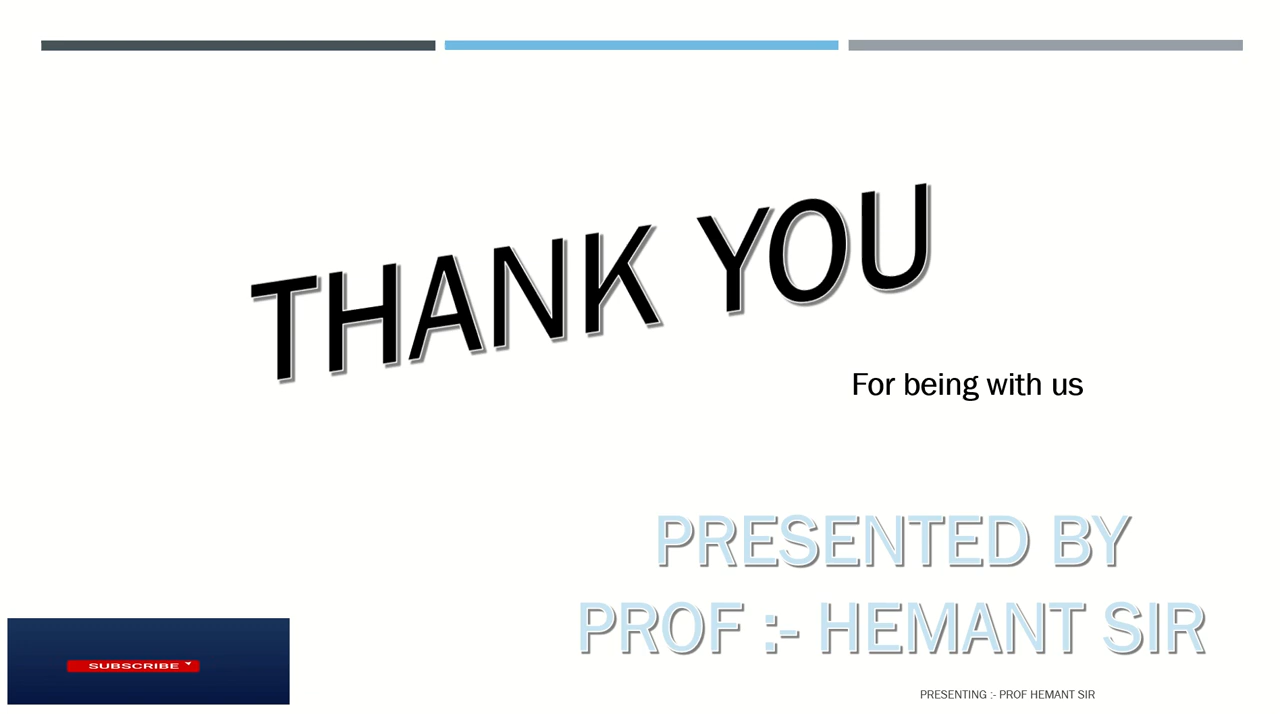 THANK YOU
For being with us
PRESENTED BY
PROF :- HEMANT SIR
SUBSCRIBE
PRESENTING :- PROF HEMANT SIR